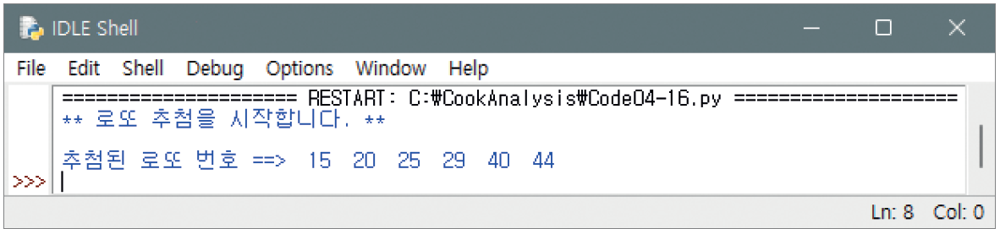 IDLE Shell
File Edit Shell Debug Options Window Help
===================== RESTART: C:₩CookAnalysis₩Code04-16.py ====================
** 로또 추첨을 시작합니다. **
추첨된 로또 번호 ==> 15 20 25 29 40 44
>>>
Ln: 8 Col: 0